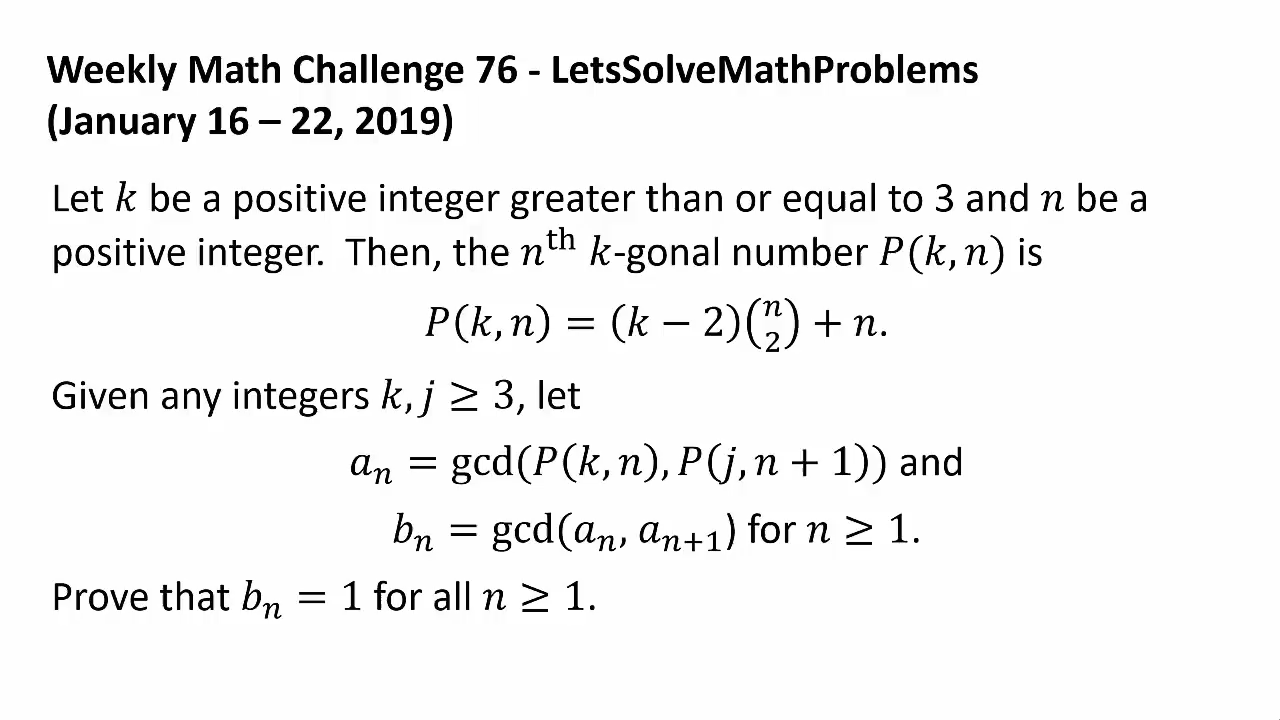 Weekly Math Challenge 76 - LetsSolveMathProblems
(January 16 – 22, 2019)
Let 𝑘 be a positive integer greater than or equal to 3 and 𝑛 be a
positive integer.  Then, the 𝑛ᵗʰ 𝑘-gonal number 𝑃(𝑘, 𝑛) is
𝑃(𝑘, 𝑛) = (𝑘 − 2)(𝑛 2) + 𝑛.
Given any integers 𝑘, 𝑗 ≥ 3, let
𝑎ₙ = gcd(𝑃(𝑘, 𝑛), 𝑃(𝑗, 𝑛 + 1)) and
𝑏ₙ = gcd(𝑎ₙ, 𝑎ₙ₊₁) for 𝑛 ≥ 1.
Prove that 𝑏ₙ = 1 for all 𝑛 ≥ 1.